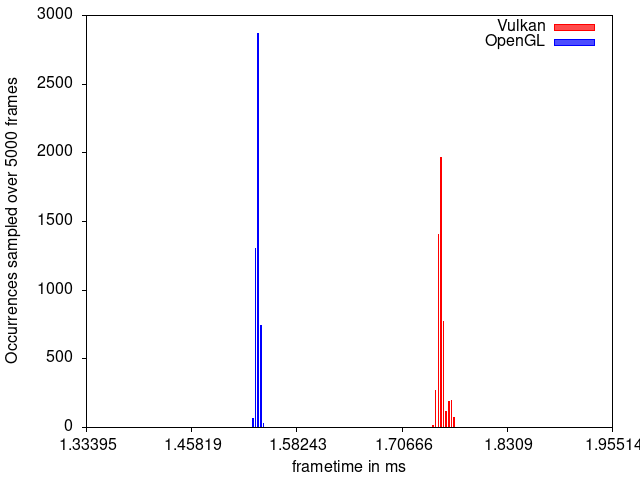 3000
2500
2000
1500
1000
500
0
Occurrences sampled over 5000 frames
Vulkan
OpenGL
1.33395 1.45819 1.58243 1.70666 1.8309 1.95514
frametime in ms